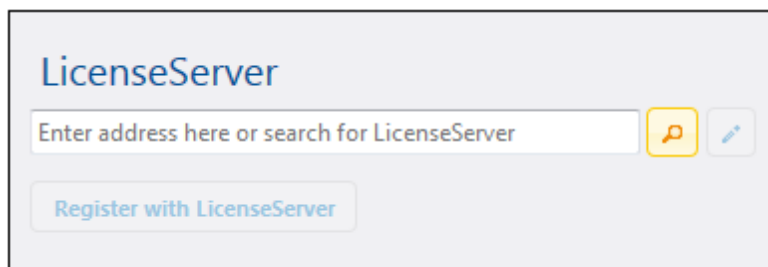 LicenseServer
Enter address here or search for LicenseServer
Register with LicenseServer